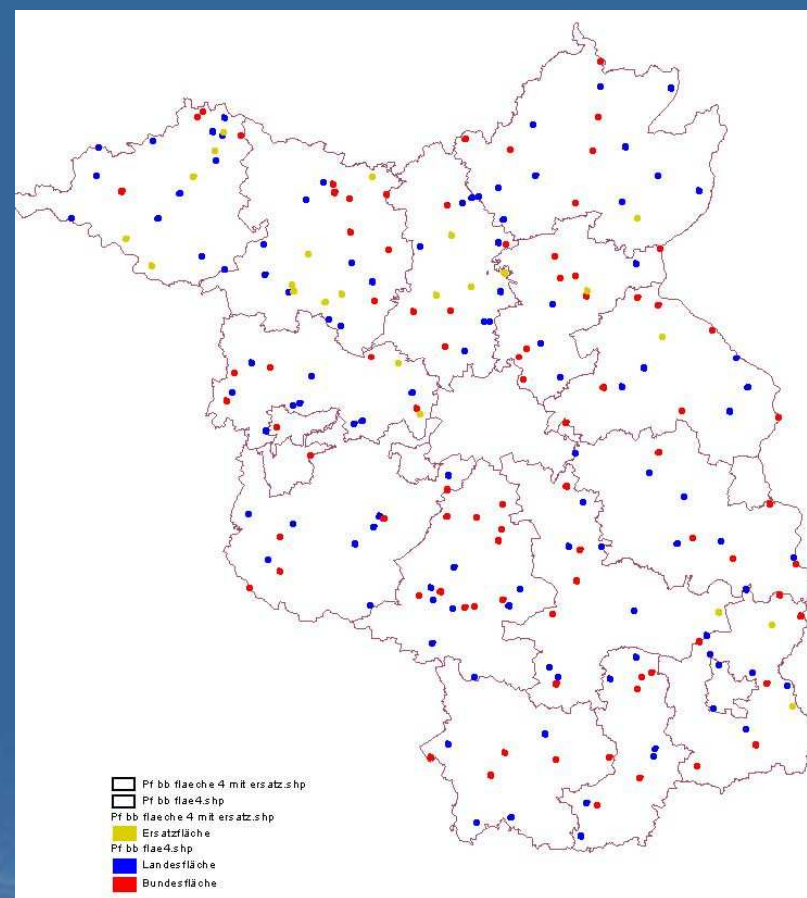 Pf bb flaeche 4 mit ersatz.shp
Pf bb flae4.shp
Pf bb flaeche 4 mit ersatz.shp
Ersatzfläche
Pf bb flae4.shp
Landesfläche
Bundesfläche